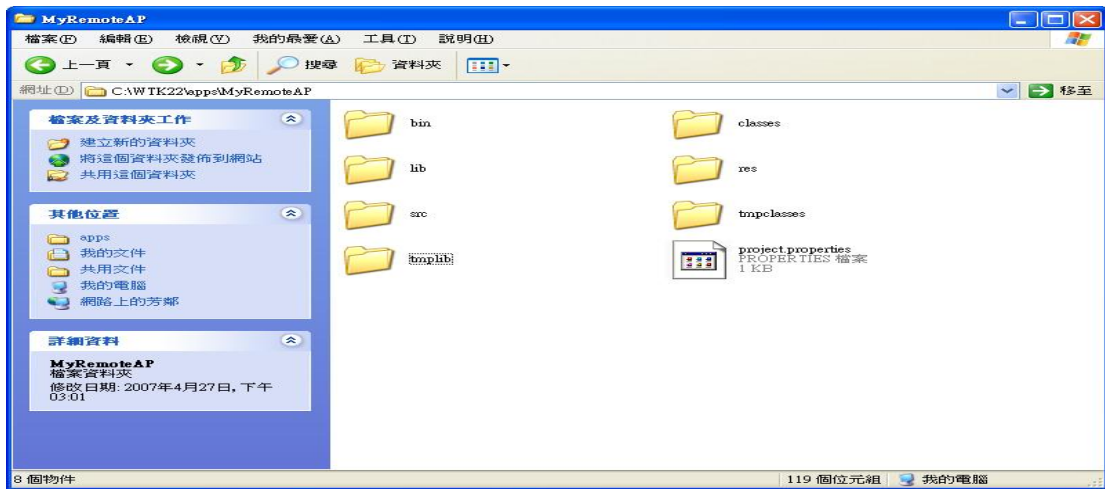 MyRemoteAP
檔案(F) 編輯(E) 檢視(V) 我的最愛(A) 工具(T) 說明(H)
上一頁 搜尋 資料夾
網址(D) C:\WTK22\apps\MyRemoteAP 移至
檔案及資料夾工作
建立新的資料夾
將這個資料夾發佈到網站
共用這個資料夾
其他位置
apps
我的文件
共用文件
我的電腦
網路上的芳鄰
詳細資料
MyRemoteAP
檔案資料夾
修改日期: 2007年4月27日, 下午
03:01
bin classes
lib res
src tmpclasses
tmplib project.properties
PROPERTIES 檔案
1 KB
8 個物件 119 個位元組 我的電腦